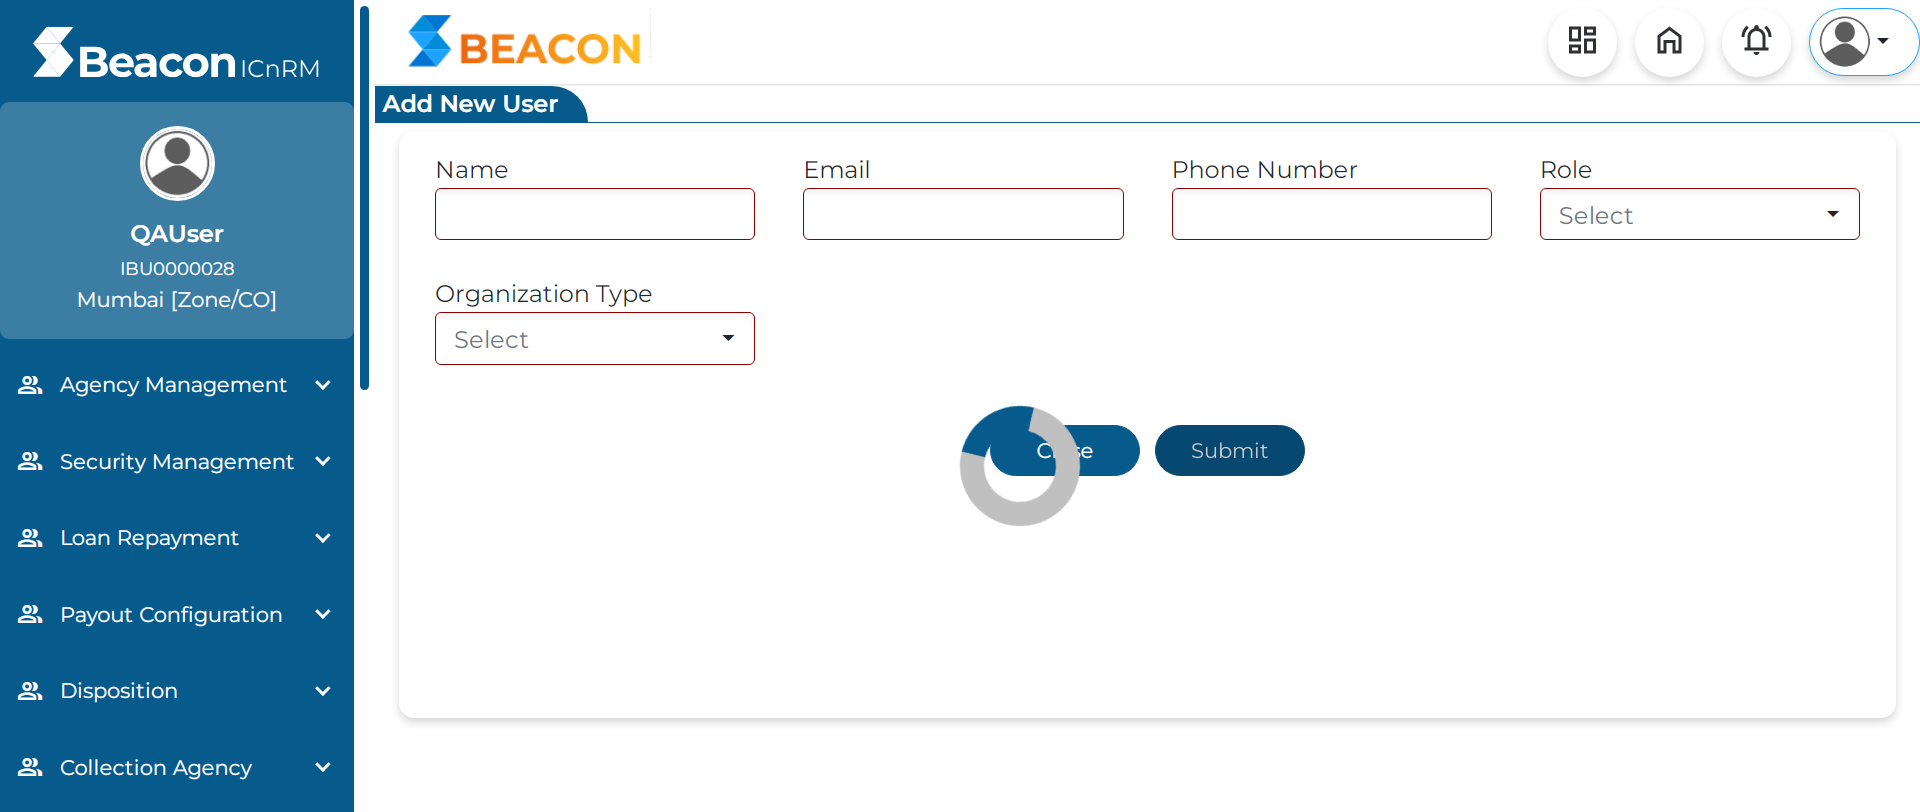 Beacon ICnRM
QAUser
IBU0000028
Mumbai [Zone/CO]
Agency Management
Security Management
Loan Repayment
Payout Configuration
Disposition
Collection Agency
BEACON
Add New User
Name
Email
Phone Number
Role
Select
Organization Type
Select
Submit